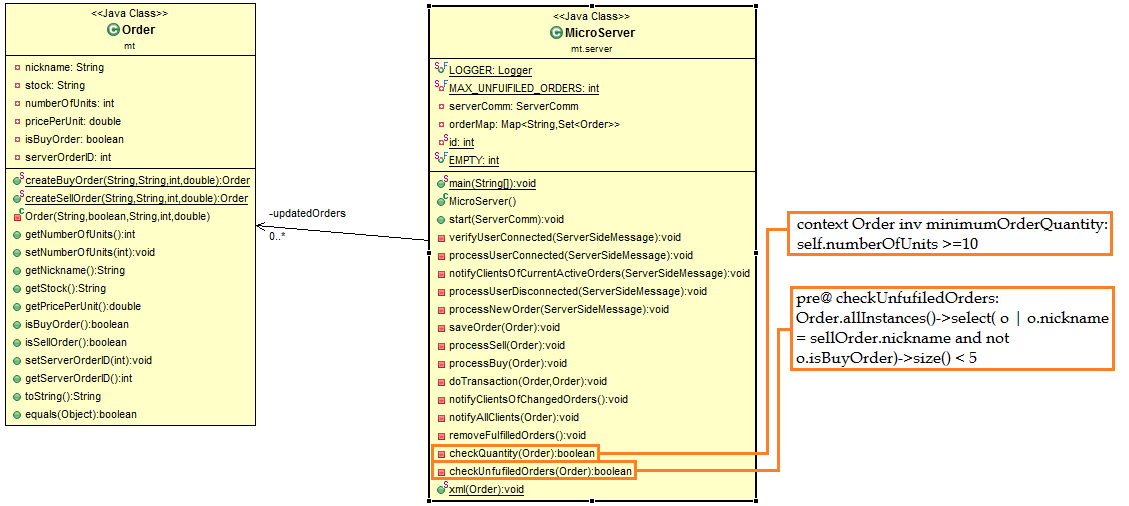 <<Java Class>>
Order
mt
nickname: String
stock: String
numberOfUnits: int
pricePerUnit: double
isBuyOrder: boolean
serverOrderID: int
createBuyOrder(String,String,int,double):Order
createSellOrder(String,String,int,double):Order
Order(String,boolean,String,int,double)
getNumberOfUnits():int
setNumberOfUnits(int):void
getNickname():String
getStock():String
getPricePerUnit():double
isBuyOrder():boolean
isSellOrder():boolean
setServerOrderID(int):void
getServerOrderID():int
toString():String
equals(Object):boolean
-updatedOrders
0..*
<<Java Class>>
MicroServer
mt.server
LOGGER: Logger
MAX_UNFULFILED_ORDERS: int
serverComm: ServerComm
orderMap: Map<String,Set<Order>>
id: int
EMPTY: int
main(String[]):void
MicroServer()
start(ServerComm):void
verifyUserConnected(ServerSideMessage):void
processUserConnected(ServerSideMessage):void
notifyClientsOfCurrentActiveOrders(ServerSideMessage):void
processUserDisconnected(ServerSideMessage):void
processNewOrder(ServerSideMessage):void
saveOrder(Order):void
processSell(Order):void
processBuy(Order):void
doTransaction(Order,Order):void
notifyClientsOfChangedOrders():void
notifyAllClients(Order):void
removeFulfilledOrders():void
checkQuantity(Order):boolean
checkUnfufiledOrders(Order):boolean
xml(Order):void
context Order inv minimumOrderQuantity:
self.numberOfUnits >=10
pre@ checkUnfufiledOrders:
Order.allInstances()->select( o | o.nickname
= sellOrder.nickname and not
o.isBuyOrder)->size() < 5